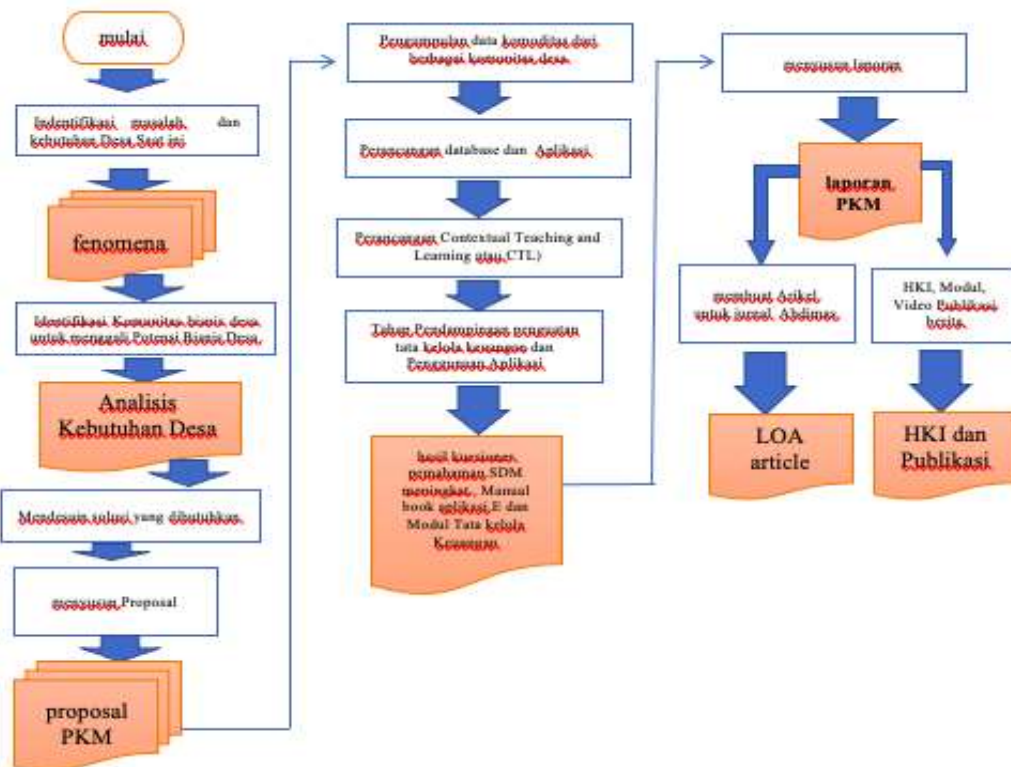 mulai
Indentifikasi masalah dan
kebutuhan Desa Saat ini
fenomena
Identifikasi Komunitas bisnis desa
untuk menggali Potensi Bisnis Desa
Analisis
Kebutuhan Desa
Mendesain solusi yang dibutuhkan
menyusun Proposal
proposal
PKM
Pengumpulan data komoditas dari
berbagai komunitas desa
Perancangan database dan Aplikasi
Perancangan Contextual Teaching and
Learning atau CTL)
Tahap Pendampingan penguatan
tata kelola keuangan dan
Penggunaan Aplikasi
hasil kuesioner
pemahaman SDM
meningkat, Manual
book aplikasi E dan
Modul Tata kelola
Keuangan
menyusun laporan
laporan
PKM
membuat Artikel
untuk jurnal Abdimas
HKI, Modul,
Video Publikasi
berita
LOA
article
HKI dan
Publikasi